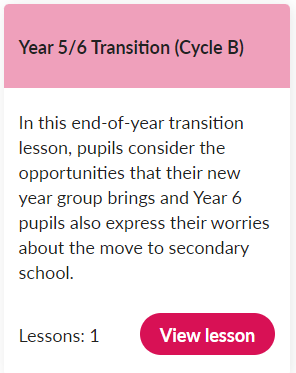 Year 5/6 Transition (Cycle B)
In this end-of-year transition
lesson, pupils consider the
opportunities that their new
year group brings and Year 6
pupils also express their worries
about the move to secondary
school.
Lessons: 1
View lesson